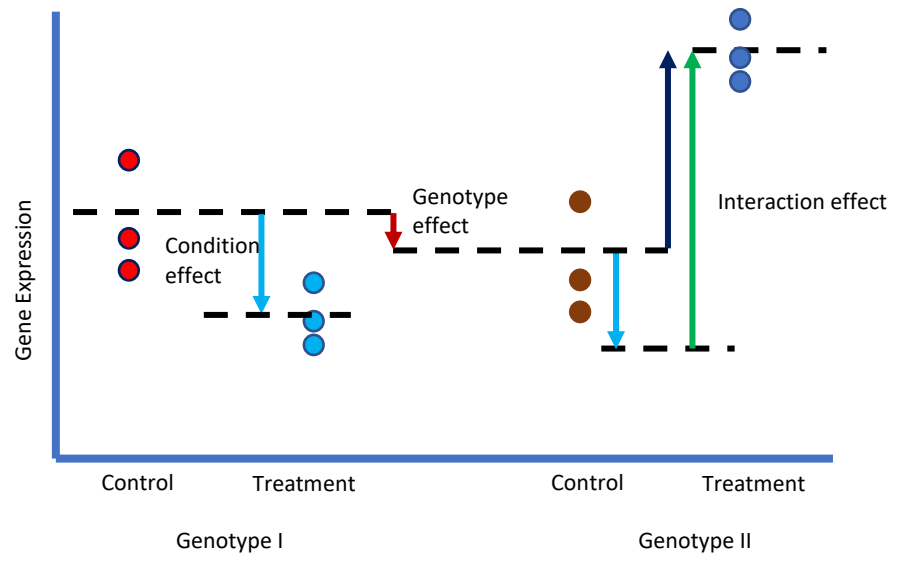 Genotype
effect
Interaction effect
Condition
effect
Gene Expression
Control
Treatment
Control
Treatment
Genotype I
Genotype II